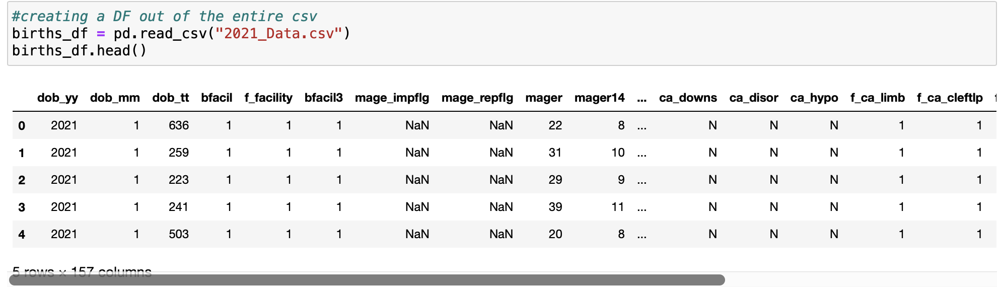 #creating a DF out of the entire csv
births_df = pd.read_csv("2021_Data.csv")
births_df.head()
dob_yy dob_mm dob_tt bfacil f_facility bfacil3 mage_impflg mage_repflg mager mager14 ... ca_downs ca_disor ca_hypo f_ca_limb f_ca_cleftlp
0 2021 1 636 1 1 1 NaN NaN 22 8 ... N N N 1 1
1 2021 1 259 1 1 1 NaN NaN 31 10 ... N N N 1 1
2 2021 1 223 1 1 1 NaN NaN 29 9 ... N N N 1 1
3 2021 1 241 1 1 1 NaN NaN 39 11 ... N N N 1 1
4 2021 1 503 1 1 1 NaN NaN 20 8 ... N N N 1 1
5 rows × 157 columns